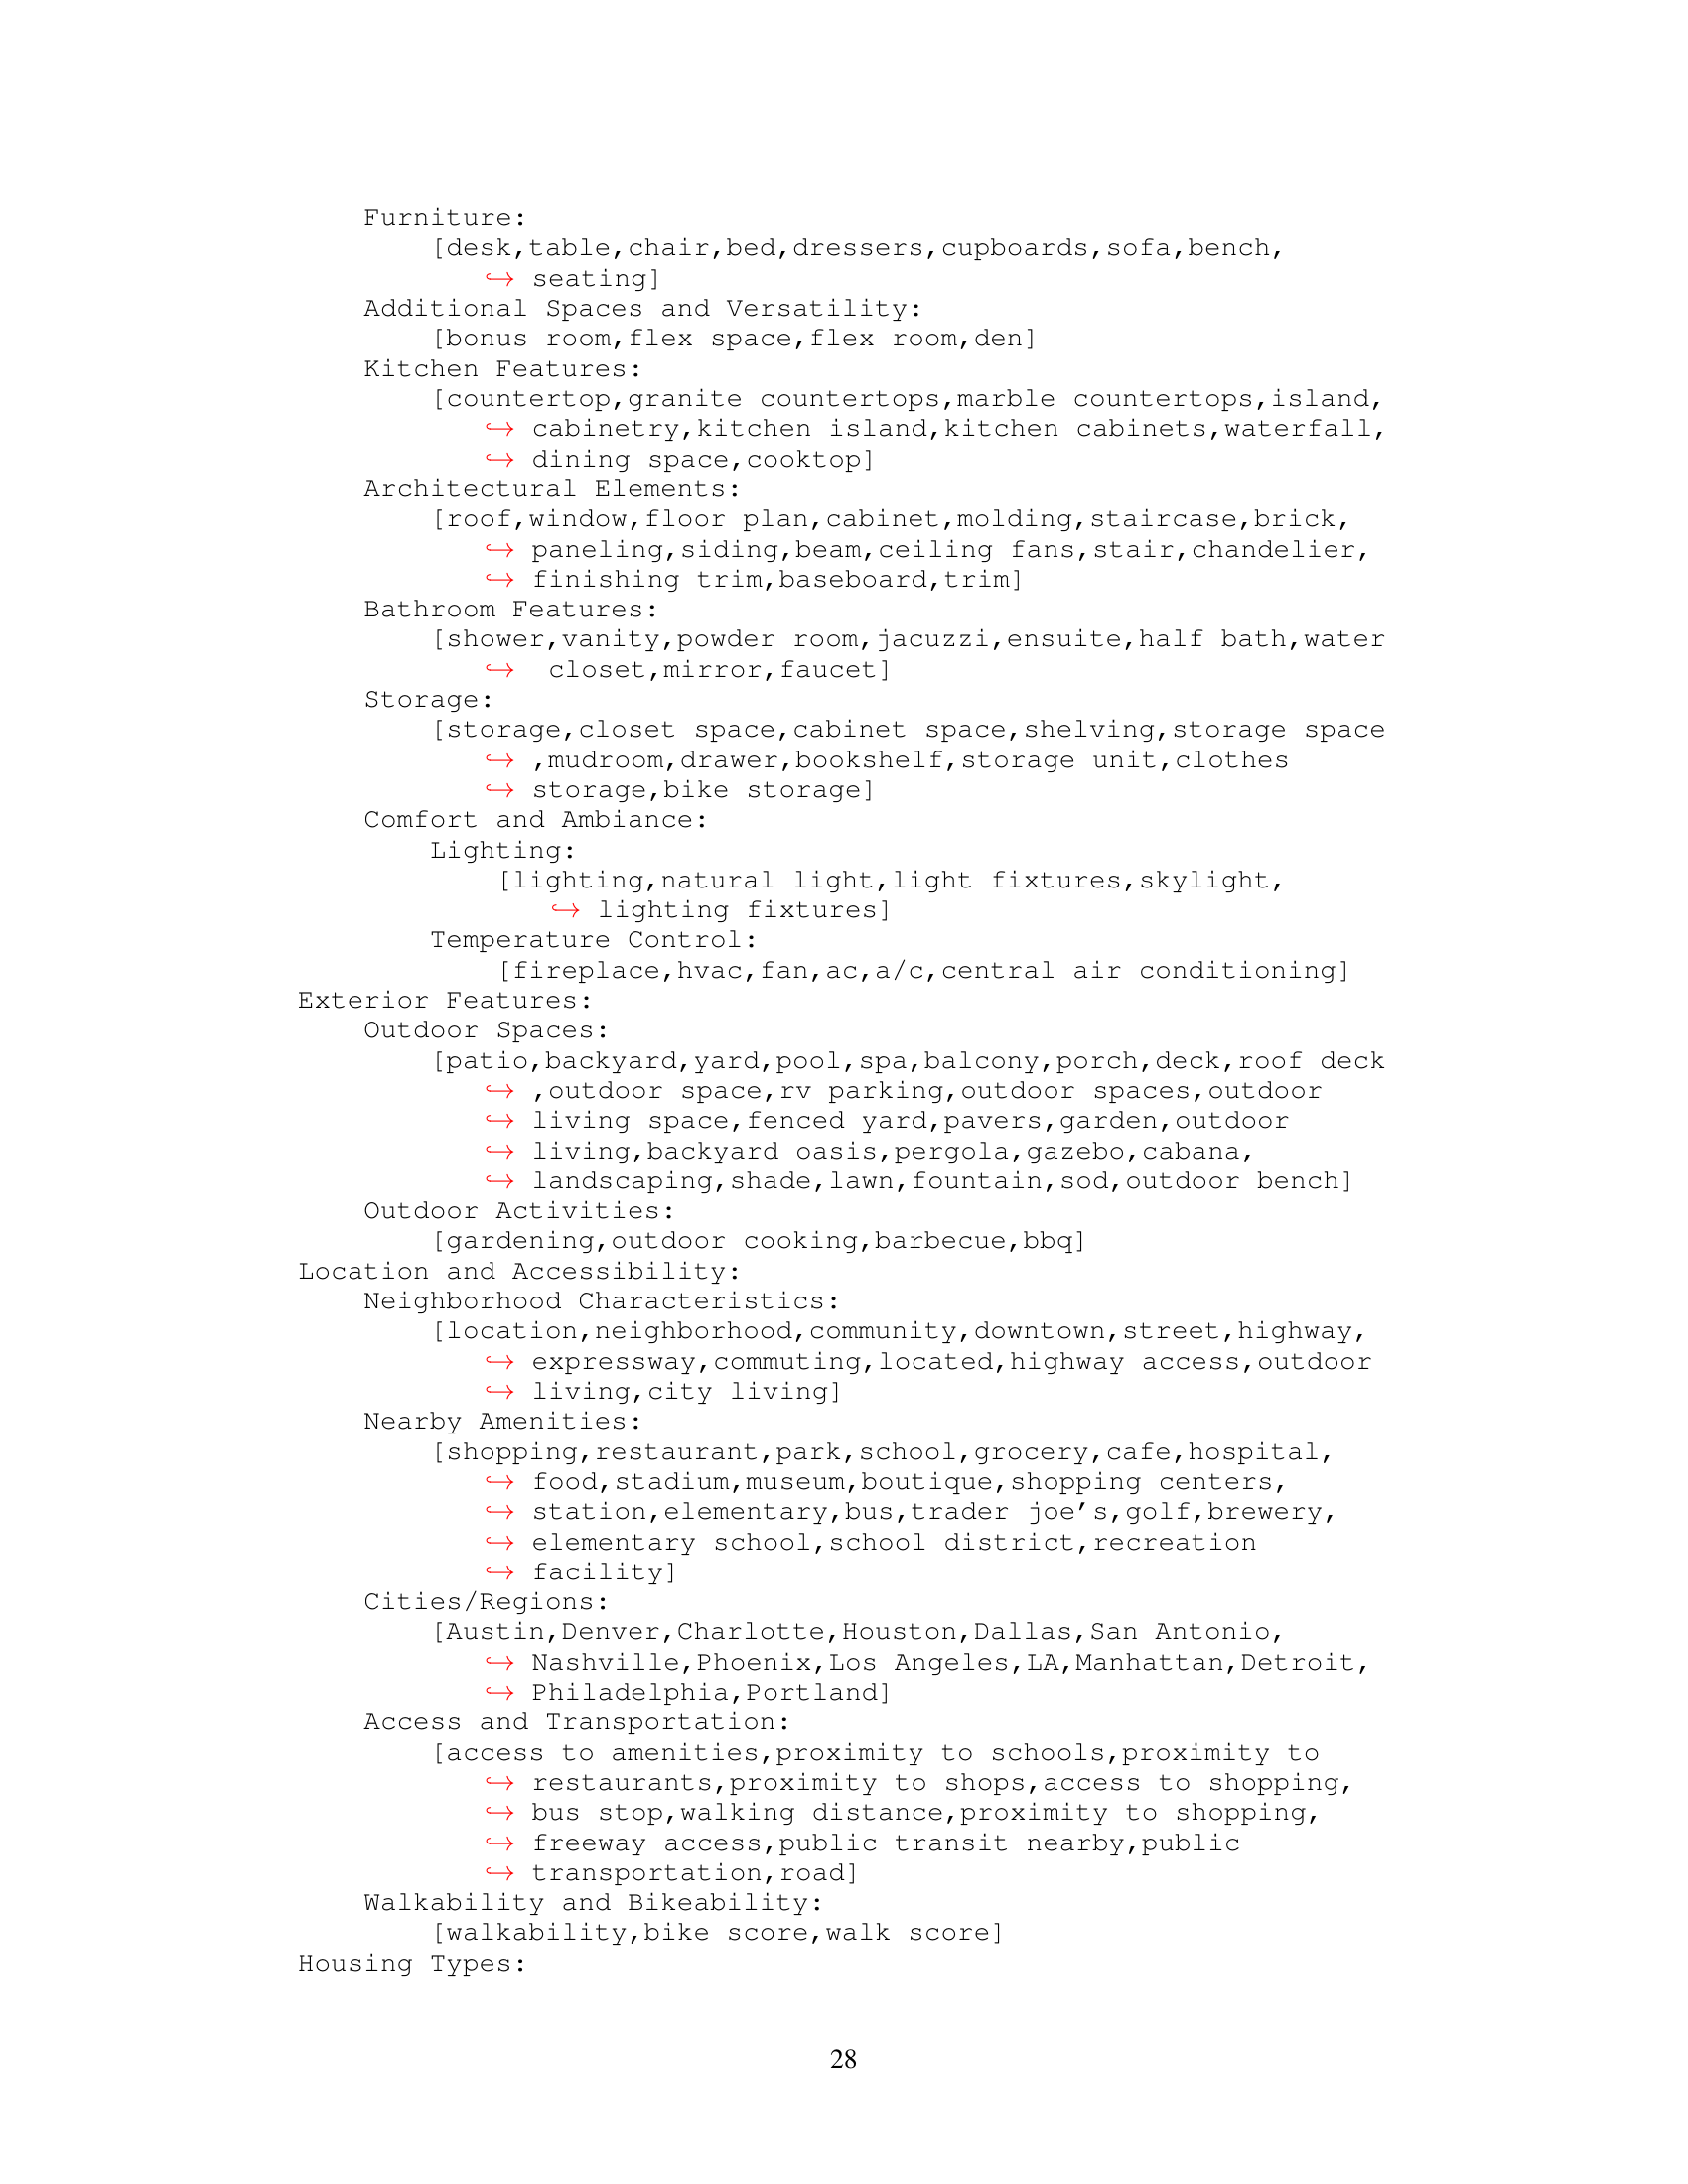 Furniture:
[desk,table,chair,bed,dressers,cupboards,sofa,bench,
↪ seating]
Additional Spaces and Versatility:
[bonus room,flex space,flex room,den]
Kitchen Features:
[countertop,granite countertops,marble countertops,island,
↪ cabinetry,kitchen island,kitchen cabinets,waterfall,
↪ dining space,cooktop]
Architectural Elements:
[roof,window,floor plan,cabinet,molding,staircase,brick,
↪ paneling,siding,beam,ceiling fans,stair,chandelier,
↪ finishing trim,baseboard,trim]
Bathroom Features:
[shower,vanity,powder room,jacuzzi,ensuite,half bath,water
↪ closet,mirror,faucet]
Storage:
[storage,closet space,cabinet space,shelving,storage space
↪ ,mudroom,drawer,bookshelf,storage unit,clothes
↪ storage,bike storage]
Comfort and Ambiance:
Lighting:
[lighting,natural light,light fixtures,skylight,
↪ lighting fixtures]
Temperature Control:
[fireplace,hvac,fan,ac,a/c,central air conditioning]
Exterior Features:
Outdoor Spaces:
[patio,backyard,yard,pool,spa,balcony,porch,deck,roof deck
↪ ,outdoor space,rv parking,outdoor spaces,outdoor
↪ living space,fenced yard,pavers,garden,outdoor
↪ living,backyard oasis,pergola,gazebo,cabana,
↪ landscaping,shade,lawn,fountain,sod,outdoor bench]
Outdoor Activities:
[gardening,outdoor cooking,barbecue,bbq]
Location and Accessibility:
Neighborhood Characteristics:
[location,neighborhood,community,downtown,street,highway,
↪ expressway,commuting,located,highway access,outdoor
↪ living,city living]
Nearby Amenities:
[shopping,restaurant,park,school,grocery,cafe,hospital,
↪ food,stadium,museum,boutique,shopping centers,
↪ station,elementary,bus,trader joe’s,golf,brewery,
↪ elementary school,school district,recreation
↪ facility]
Cities/Regions:
[Austin,Denver,Charlotte,Houston,Dallas,San Antonio,
↪ Nashville,Phoenix,Los Angeles,LA,Manhattan,Detroit,
↪ Philadelphia,Portland]
Access and Transportation:
[access to amenities,proximity to schools,proximity to
↪ restaurants,proximity to shops,access to shopping,
↪ bus stop,walking distance,proximity to shopping,
↪ freeway access,public transit nearby,public
↪ transportation,road]
Walkability and Bikeability:
[walkability,bike score,walk score]
Housing Types:
28